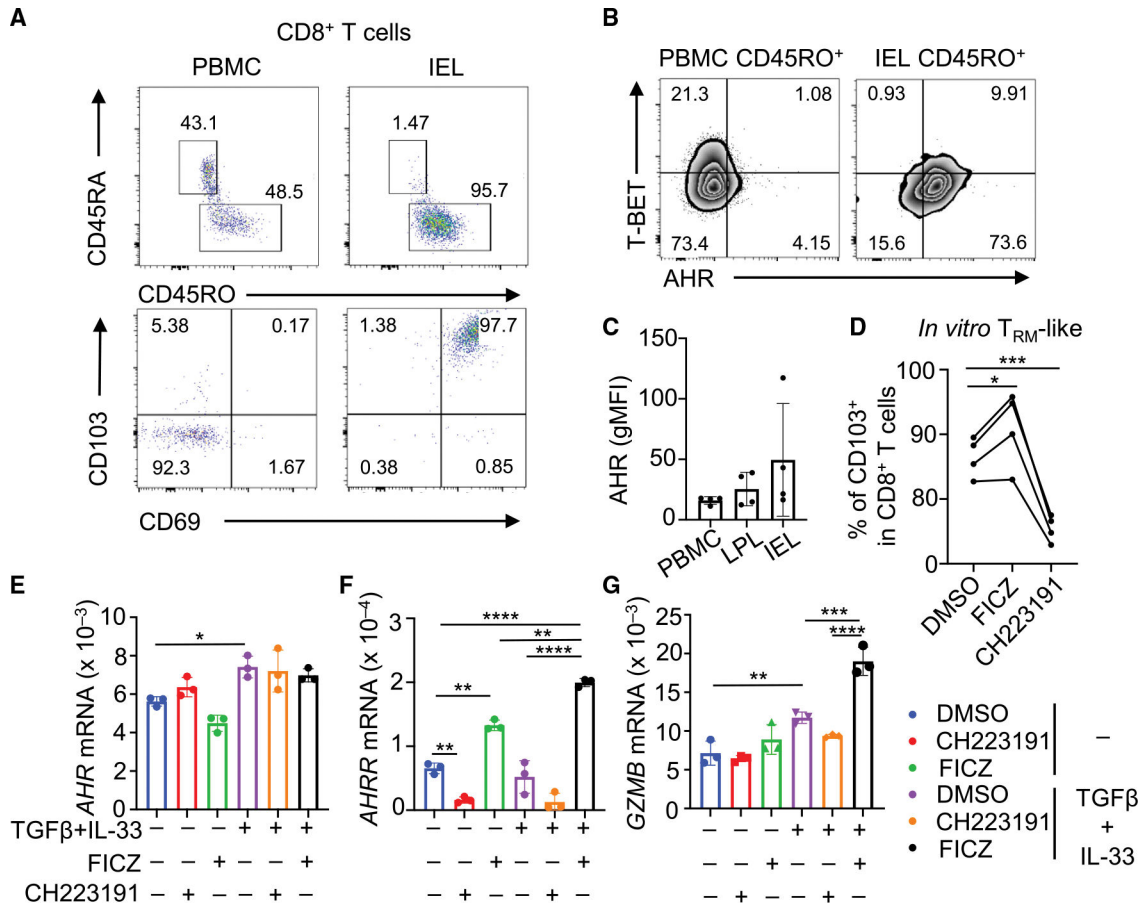 A
CD8+ T cells
PBMC
IEL
43.1
48.5
1.47
95.7
CD45RA
CD45RO
5.38
0.17
92.3
1.67
1.38
97.7
0.38
0.85
CD103
CD69
B
PBMC CD45RO+
IEL CD45RO+
21.3
1.08
73.4
4.15
0.93
9.91
15.6
73.6
T-BET
AHR
C
AHR (gMFI)
150
100
50
0
PBMC
LPL
IEL
D
In vitro TRM-like
% of CD103+
in CD8+ T cells
100
90
80
0
***
*
DMSO
FICZ
CH223191
E
AHR mRNA (x 10−3)
10
8
6
4
2
0
*
TGFβ+IL-33 − − − + + +
FICZ − − + − − +
CH223191 − + − − + −
F
AHRR mRNA (x 10−4)
3
2
1
0
****
**
****
**
**
− − − + + +
− − + − − +
− + − − + −
G
GZMB mRNA (x 10−3)
25
20
15
10
5
0
***
****
**
− − − + + +
− − + − − +
− + − − + −
DMSO
CH223191
FICZ
−
DMSO
CH223191
FICZ
TGFβ
+
IL-33